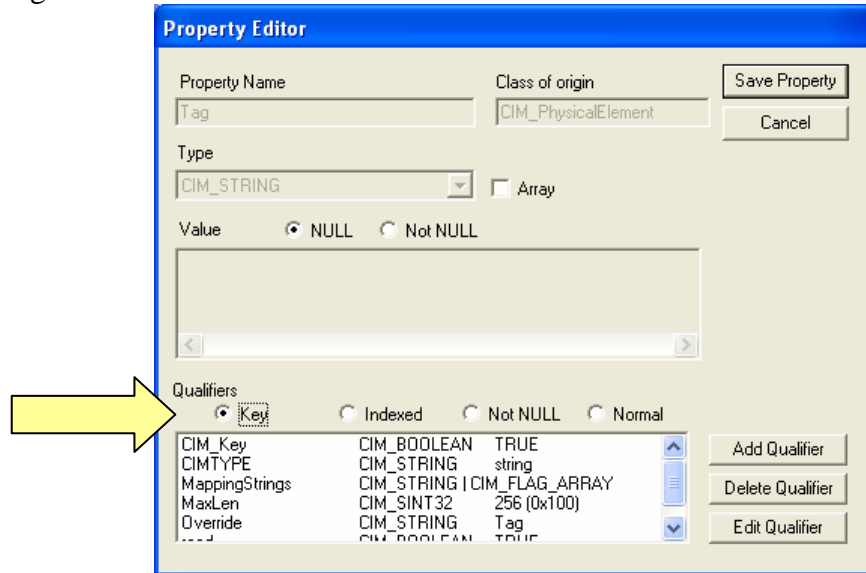 Property Editor
Property Name Class of origin Save Property
Tag CIM_PhysicalElement Cancel
Type
CIM_STRING Array
Value NULL Not NULL
Qualifiers
Key Indexed Not NULL Normal
CIM_Key CIM_BOOLEAN TRUE Add Qualifier
CIMTYPE CIM_STRING string
MappingStrings CIM_STRING | CIM_FLAG_ARRAY Delete Qualifier
MaxLen CIM_SINT32 256 (0x100)
Override CIM_STRING Tag Edit Qualifier
CIM_BOOLEAN TRUE